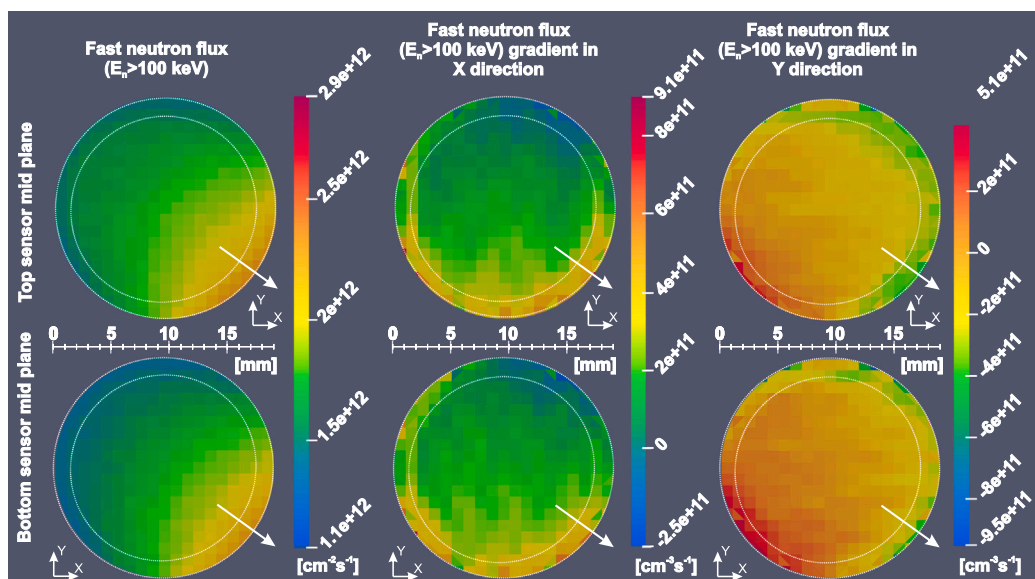 Fast neutron flux
(Eₙ>100 keV)
Fast neutron flux
(Eₙ>100 keV) gradient in
X direction
Fast neutron flux
(Eₙ>100 keV) gradient in
Y direction
Top sensor mid plane
Bottom sensor mid plane
2.9e+12
2.5e+12
2e+12
1.5e+12
1.1e+12
[cm⁻²s⁻¹]
9.1e+11
8e+11
6e+11
4e+11
2e+11
0
-2.5e+11
[cm⁻²s⁻¹]
5.1e+11
2e+11
0
-2e+11
-4e+11
-6e+11
-8e+11
-9.5e+11
[cm⁻²s⁻¹]
Y
X
Y
X
Y
X
0 5 10 15
[mm]
0 5 10 15
[mm]
0 5 10 15
[mm]
Y
X
Y
X
Y
X